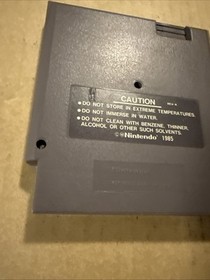 CAUTION
• DO NOT STORE IN EXTREME TEMPERATURES.
• DO NOT IMMERSE IN WATER.
• DO NOT CLEAN WITH BENZENE, THINNER,
ALCOHOL OR OTHER SUCH SOLVENTS.
©®Nintendo® 1985